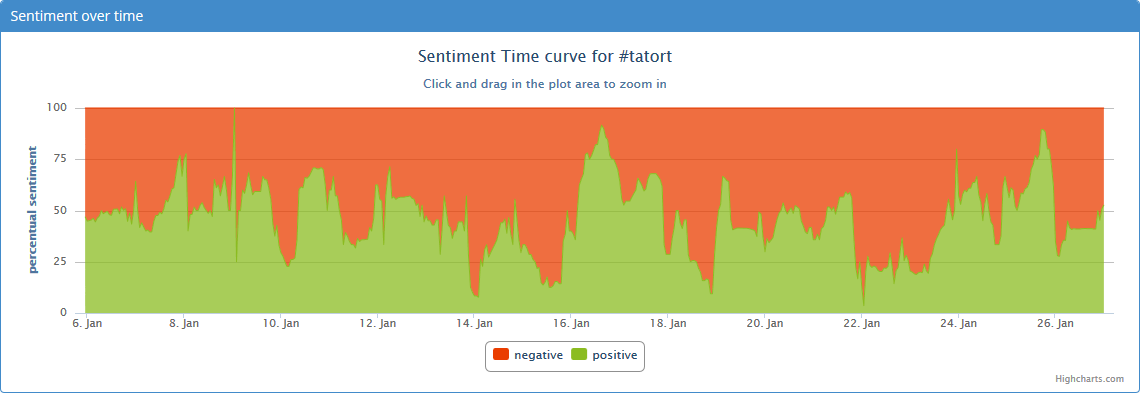 Sentiment over time
Sentiment Time curve for #tatort
Click and drag in the plot area to zoom in
percentual sentiment
100
75
50
25
0
6. Jan 8. Jan 10. Jan 12. Jan 14. Jan 16. Jan 18. Jan 20. Jan 22. Jan 24. Jan 26. Jan
negative positive
Highcharts.com